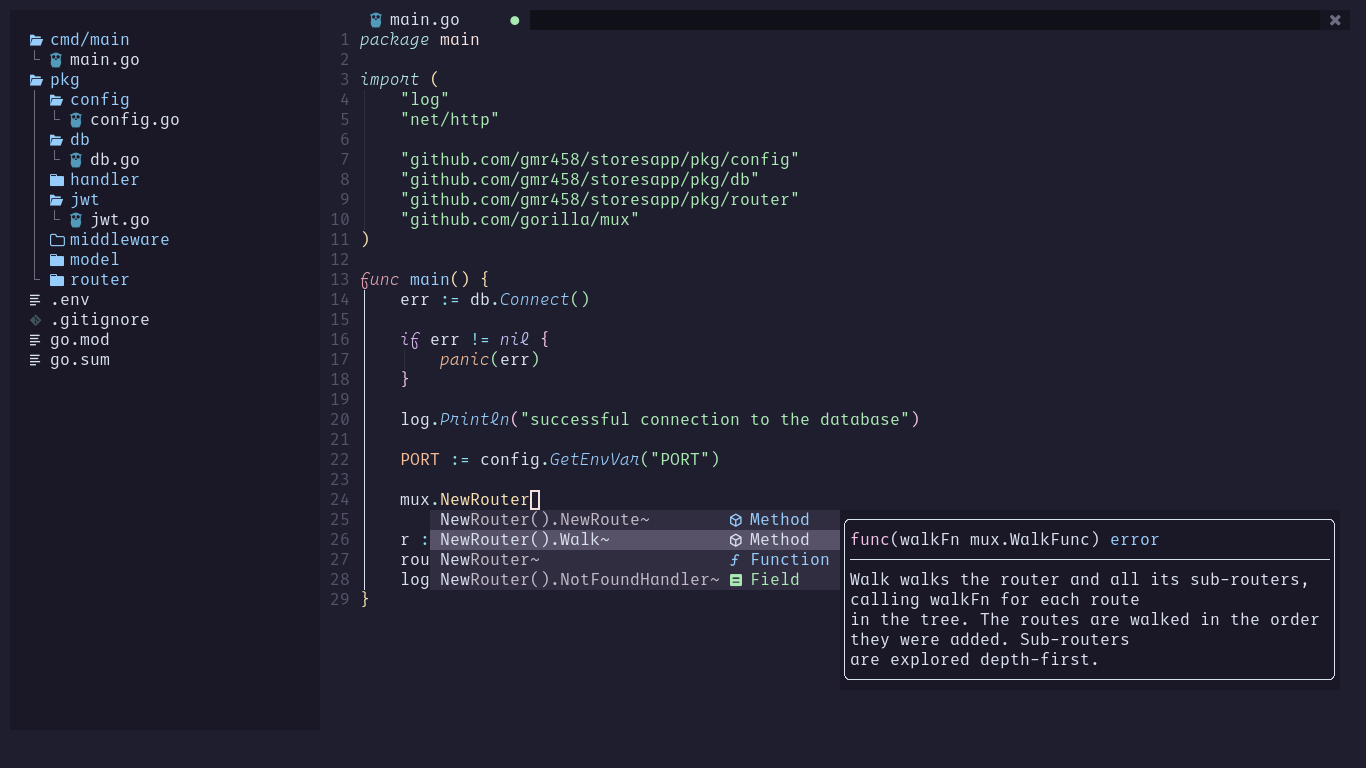 main.go
cmd/main
main.go
pkg
config
config.go
db
db.go
handler
jwt
jwt.go
middleware
model
router
.env
.gitignore
go.mod
go.sum
1 package main
2
3 import (
4 "log"
5 "net/http"
6
7 "github.com/gmr458/storesapp/pkg/config"
8 "github.com/gmr458/storesapp/pkg/db"
9 "github.com/gmr458/storesapp/pkg/router"
10 "github.com/gorilla/mux"
11 )
12
13 func main() {
14 err := db.Connect()
15
16 if err != nil {
17 panic(err)
18 }
19
20 log.Println("successful connection to the database")
21
22 PORT := config.GetEnvVar("PORT")
23
24 mux.NewRouter
25 NewRouter().NewRoute~ Method
26 r : NewRouter().Walk~ Method
27 rou NewRouter~ Function
28 log NewRouter().NotFoundHandler~ Field
29 }
func(walkFn mux.WalkFunc) error
Walk walks the router and all its sub-routers,
calling walkFn for each route
in the tree. The routes are walked in the order
they were added. Sub-routers
are explored depth-first.